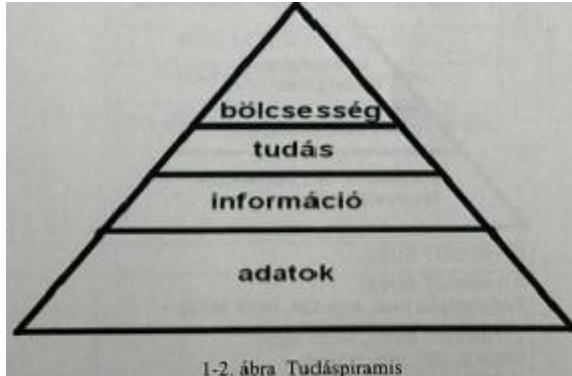 bölcsesség
tudás
információ
adatok
1-2. ábra Tudáspiramis